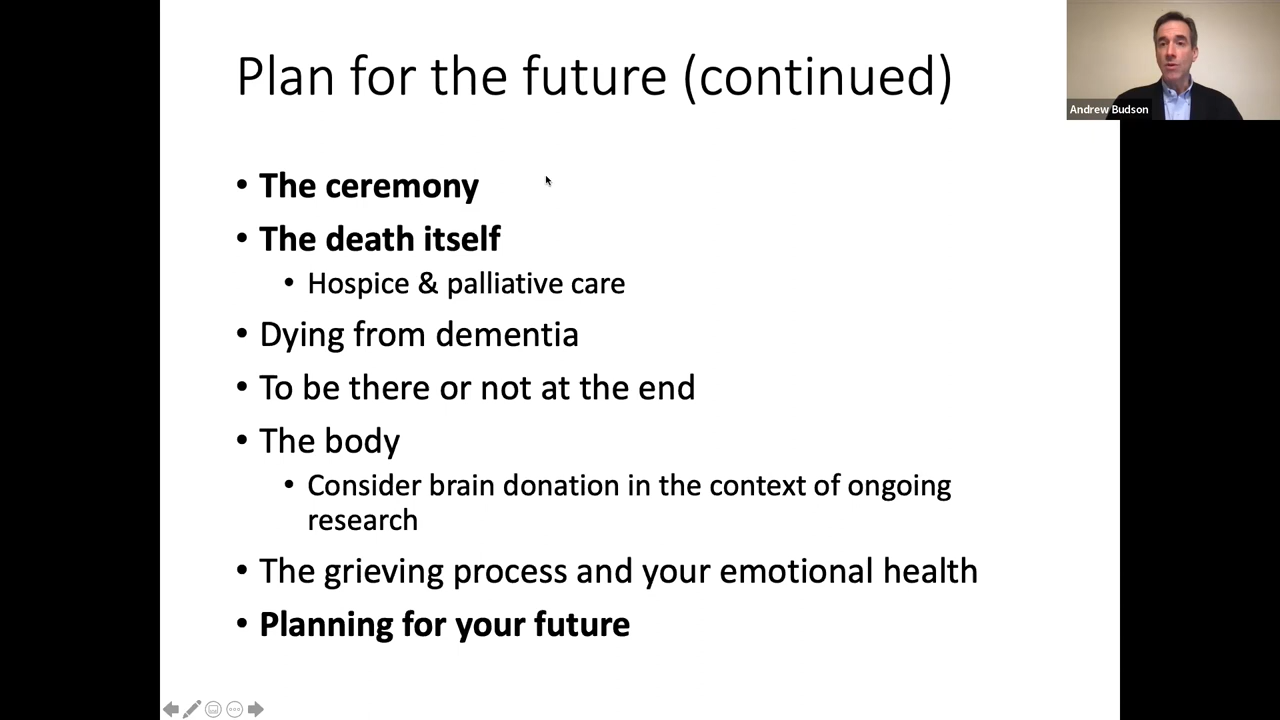 Plan for the future (continued)
Andrew Budson
• The ceremony
• The death itself
• Hospice & palliative care
• Dying from dementia
• To be there or not at the end
• The body
• Consider brain donation in the context of ongoing
research
• The grieving process and your emotional health
• Planning for your future